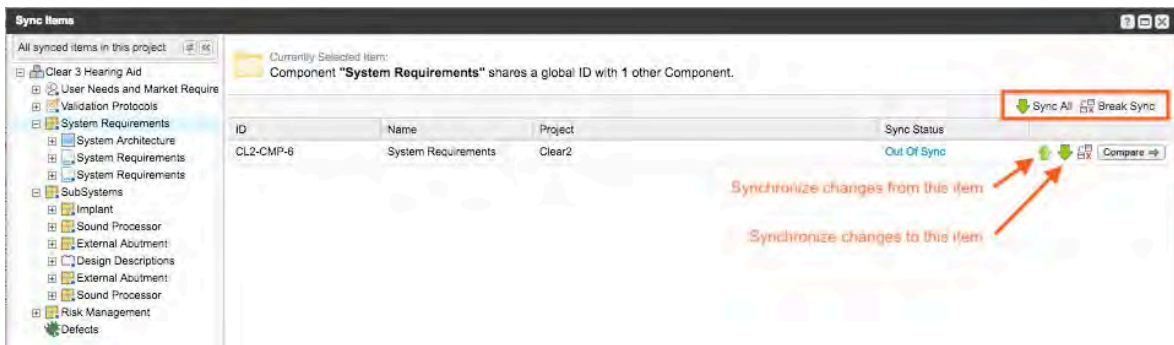 Sync Items
All synced items in this project
Clear 3 Hearing Aid
User Needs and Market Require
Validation Protocols
System Requirements
System Architecture
System Requirements
System Requirements
SubSystems
Implant
Sound Processor
External Abutment
Design Descriptions
External Abutment
Sound Processor
Risk Management
Defects
Currently Selected Item:
Component "System Requirements" shares a global ID with 1 other Component.
Sync All Break Sync
ID Name Project Sync Status
CL2-CMP-6 System Requirements Clear2 Out Of Sync Compare
Synchronize changes from this item
Synchronize changes to this item